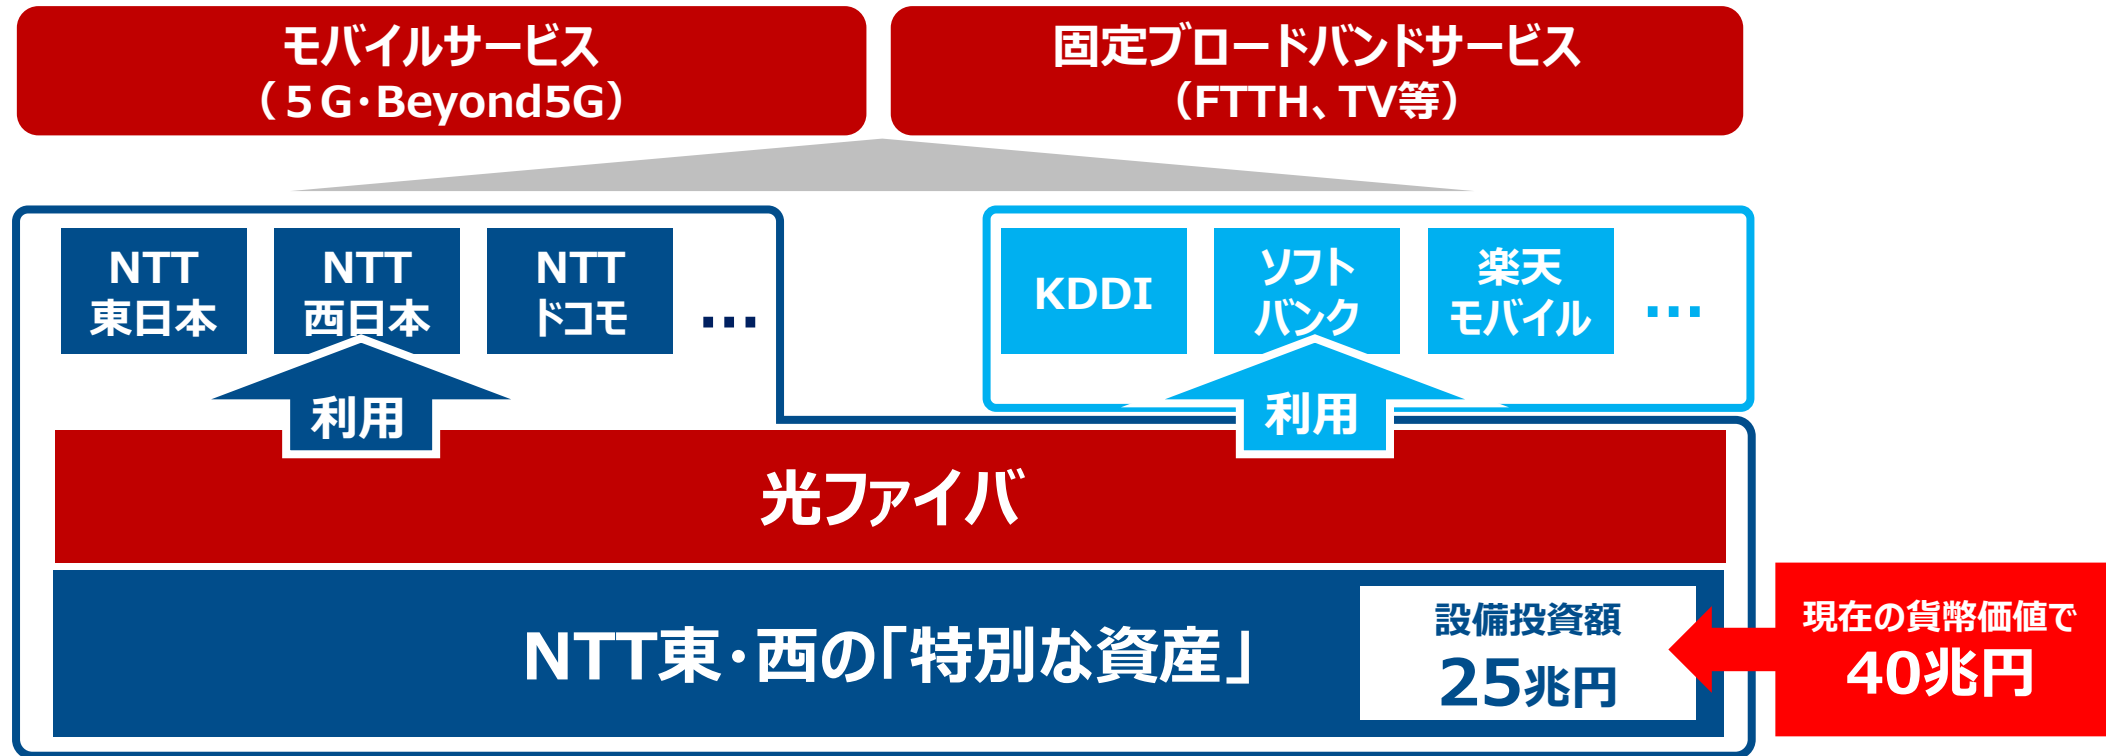 モバイルサービス
（５G・Beyond5G）
固定ブロードバンドサービス
（FTTH、TV等）
NTT
東日本
NTT
西日本
NTT
ドコモ
…
KDDI
ソフト
バンク
楽天
モバイル
…
利用
利用
光ファイバ
NTT東・西の「特別な資産」
設備投資額
25兆円
現在の貨幣価値で
40兆円